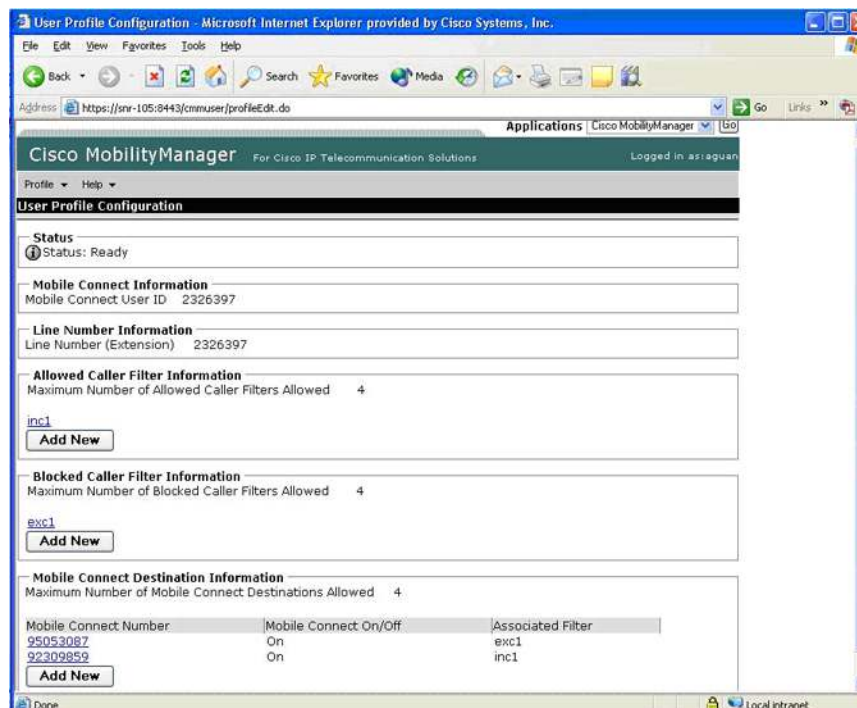 User Profile Configuration - Microsoft Internet Explorer provided by Cisco Systems, Inc.
File Edit View Favorites Tools Help
Back Search Favorites Media
Address https://snr-105:8443/cmmuser/profileEdit.do Go Links »
Applications Cisco MobilityManager Go
Cisco MobilityManager For Cisco IP Telecommunication Solutions Logged in as:aguan
Profile Help
User Profile Configuration
Status
Status: Ready
Mobile Connect Information
Mobile Connect User ID 2326397
Line Number Information
Line Number (Extension) 2326397
Allowed Caller Filter Information
Maximum Number of Allowed Caller Filters Allowed 4
inc1
Add New
Blocked Caller Filter Information
Maximum Number of Blocked Caller Filters Allowed 4
exc1
Add New
Mobile Connect Destination Information
Maximum Number of Mobile Connect Destinations Allowed 4
Mobile Connect Number Mobile Connect On/Off Associated Filter
95053087 On exc1
92309859 On inc1
Add New
Done Local intranet